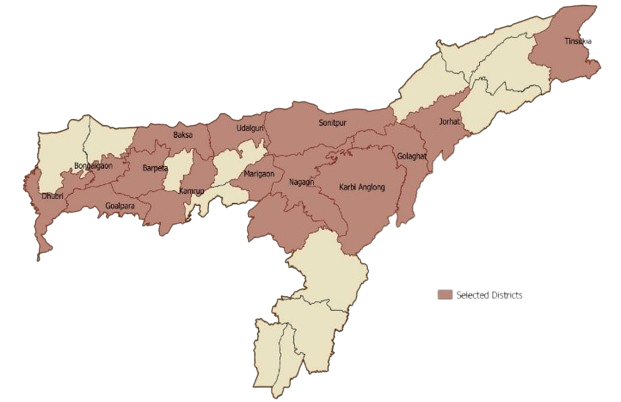 Tinsukia
Sonitpur
Jorhat
Udalguri
Baksa
Golaghat
Bongaigaon
Barpeta
Marigaon
Nagaon
Karbi Anglong
Kamrup
Dhubri
Goalpara
Selected Districts